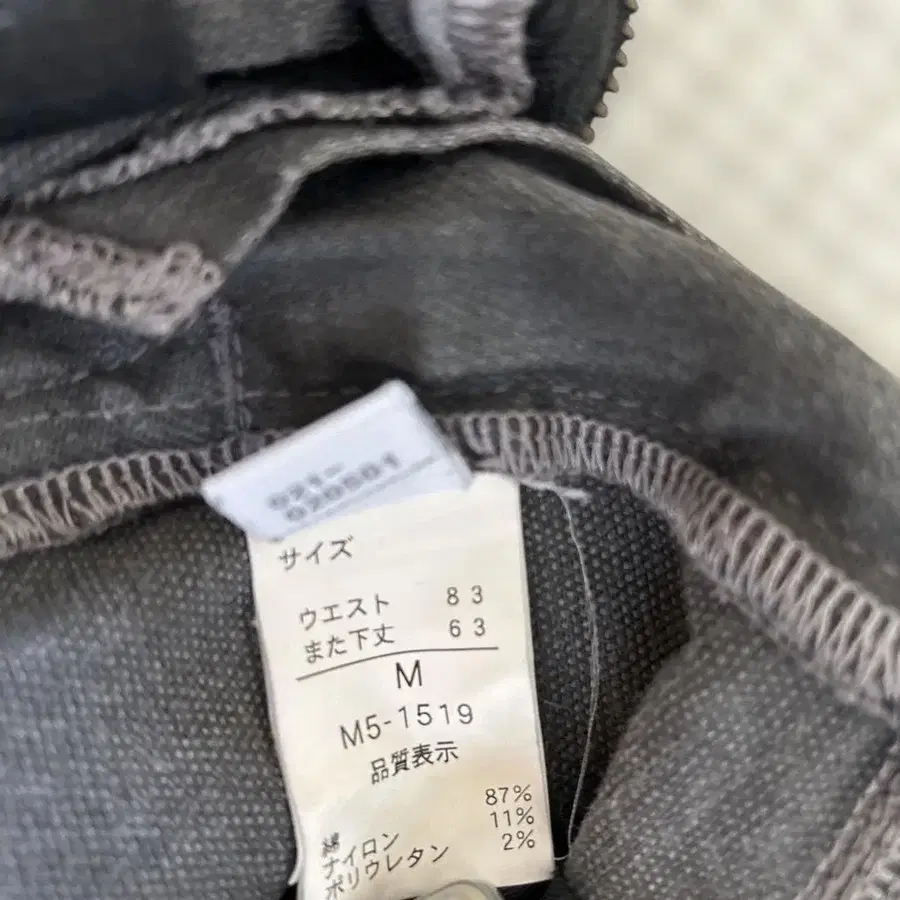 020501
サイズ
ウエスト 83
また下丈 63
M
M5-1519
品質表示
綿 87%
ナイロン 11%
ポリウレタン 2%